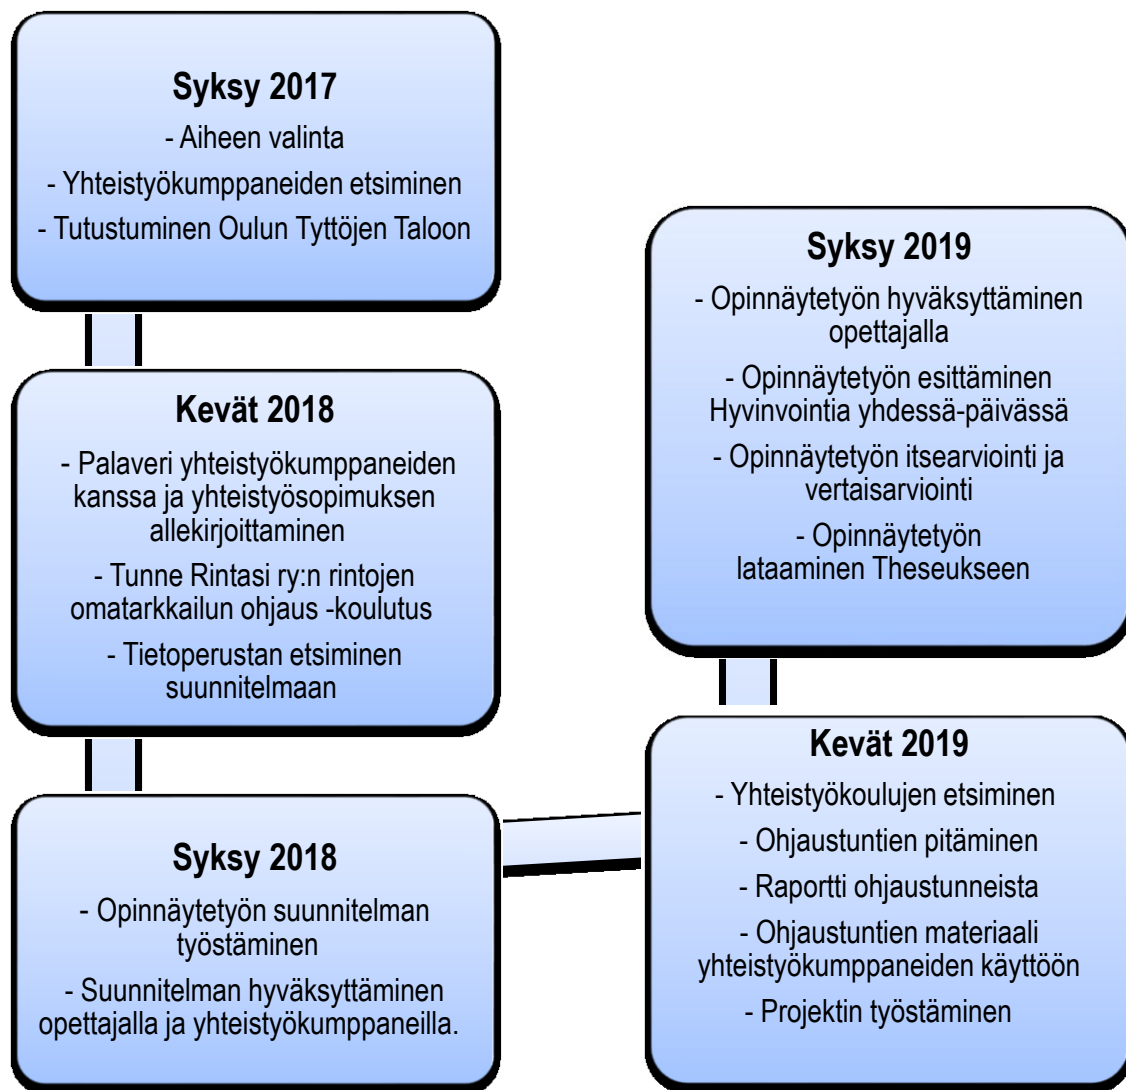 Syksy 2017
- Aiheen valinta
- Yhteistyökumppaneiden etsiminen
- Tutustuminen Oulun Tyttöjen Taloon
Kevät 2018
- Palaveri yhteistyökumppaneiden
kanssa ja yhteistyösopimuksen
allekirjoittaminen
- Tunne Rintasi ry:n rintojen
omatarkkailun ohjaus -koulutus
- Tietoperustan etsiminen
suunnitelmaan
Syksy 2018
- Opinnäytetyön suunnitelman
työstäminen
- Suunnitelman hyväksyttäminen
opettajalla ja yhteistyökumppaneilla.
Kevät 2019
- Yhteistyökoulujen etsiminen
- Ohjaustuntien pitäminen
- Raportti ohjaustunneista
- Ohjaustuntien materiaali
yhteistyökumppaneiden käyttöön
- Projektin työstäminen
Syksy 2019
- Opinnäytetyön hyväksyttäminen
opettajalla
- Opinnäytetyön esittäminen
Hyvinvointia yhdessä-päivässä
- Opinnäytetyön itsearviointi ja
vertaisarviointi
- Opinnäytetyön
lataaminen Theseukseen